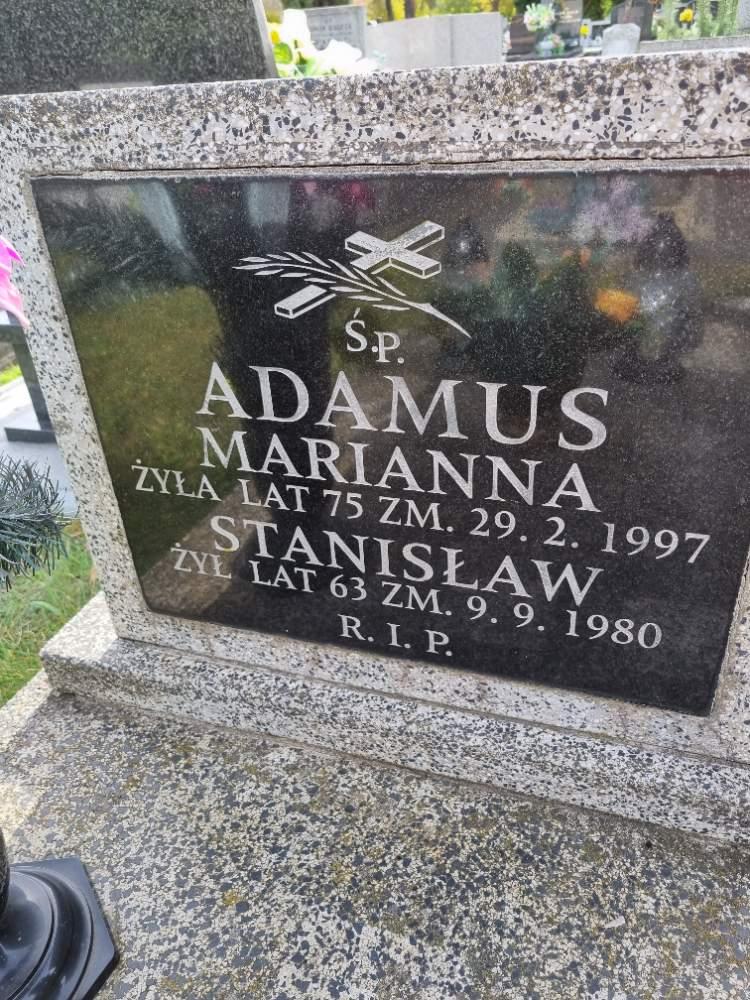 Ś.P.
ADAMUS
MARIANNA
ŻYŁA LAT 75 ZM. 29. 2. 1997
STANISŁAW
ŻYŁ LAT 63 ZM. 9. 9. 1980
R. I. P.